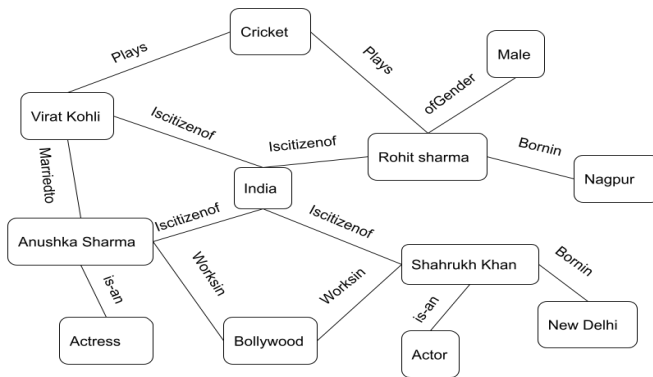 Cricket
Plays
Plays
Male
ofGender
Virat Kohli
Iscitizenof
Iscitizenof
Rohit sharma
Bornin
Nagpur
Marriedto
India
Iscitizenof
Iscitizenof
Anushka Sharma
Worksin
Worksin
Shahrukh Khan
Bornin
is-an
is-an
New Delhi
Actress
Bollywood
Actor